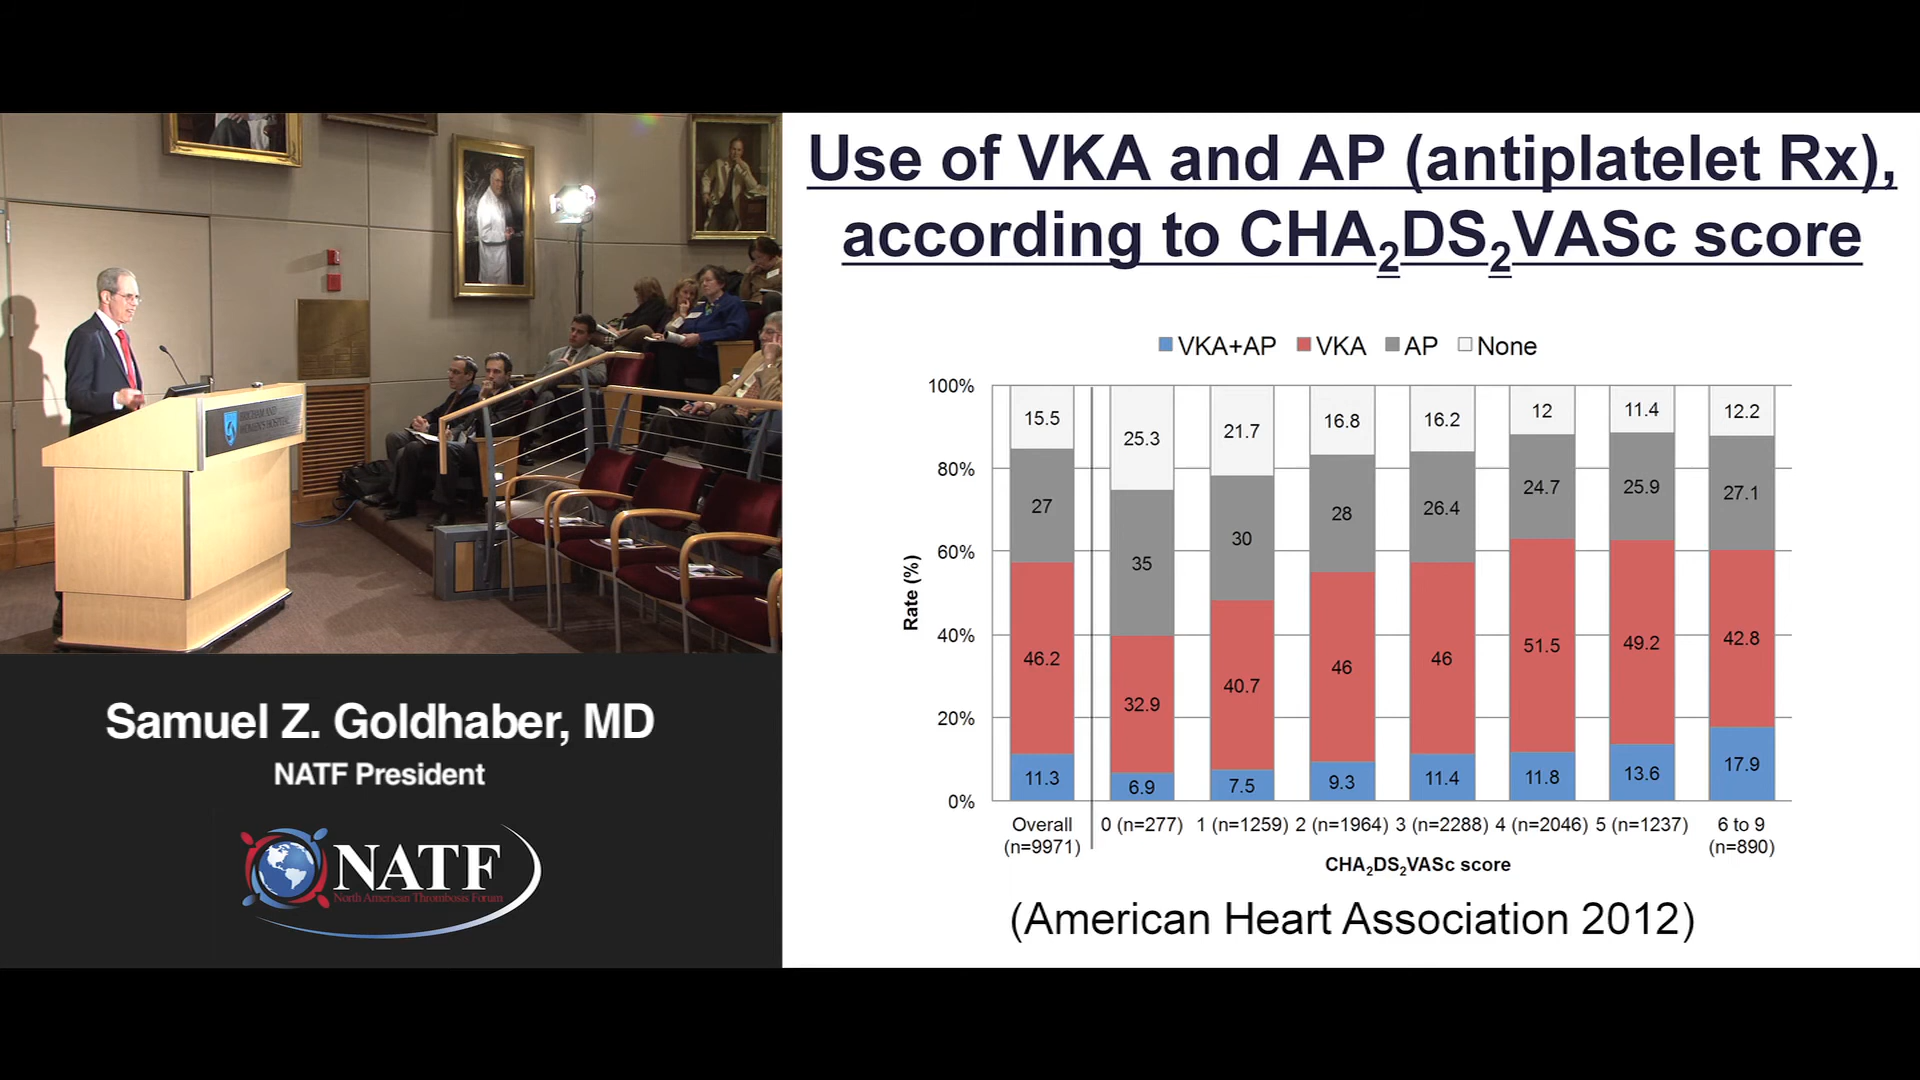 Use of VKA and AP (antiplatelet Rx),
according to CHA2DS2VASc score
VKA+AP VKA AP None
100%
80%
60%
40%
20%
0%
Rate (%)
15.5 25.3 21.7 16.8 16.2 12 11.4 12.2
27 35 30 28 26.4 24.7 25.9 27.1
46.2 32.9 40.7 46 46 51.5 49.2 42.8
11.3 6.9 7.5 9.3 11.4 11.8 13.6 17.9
Overall 0 (n=277) 1 (n=1259) 2 (n=1964) 3 (n=2288) 4 (n=2046) 5 (n=1237) 6 to 9
(n=9971) (n=890)
CHA2DS2VASc score
(American Heart Association 2012)
BRIGHAM AND
WOMEN'S HOSPITAL
Samuel Z. Goldhaber, MD
NATF President
NATF
North American Thrombosis Forum